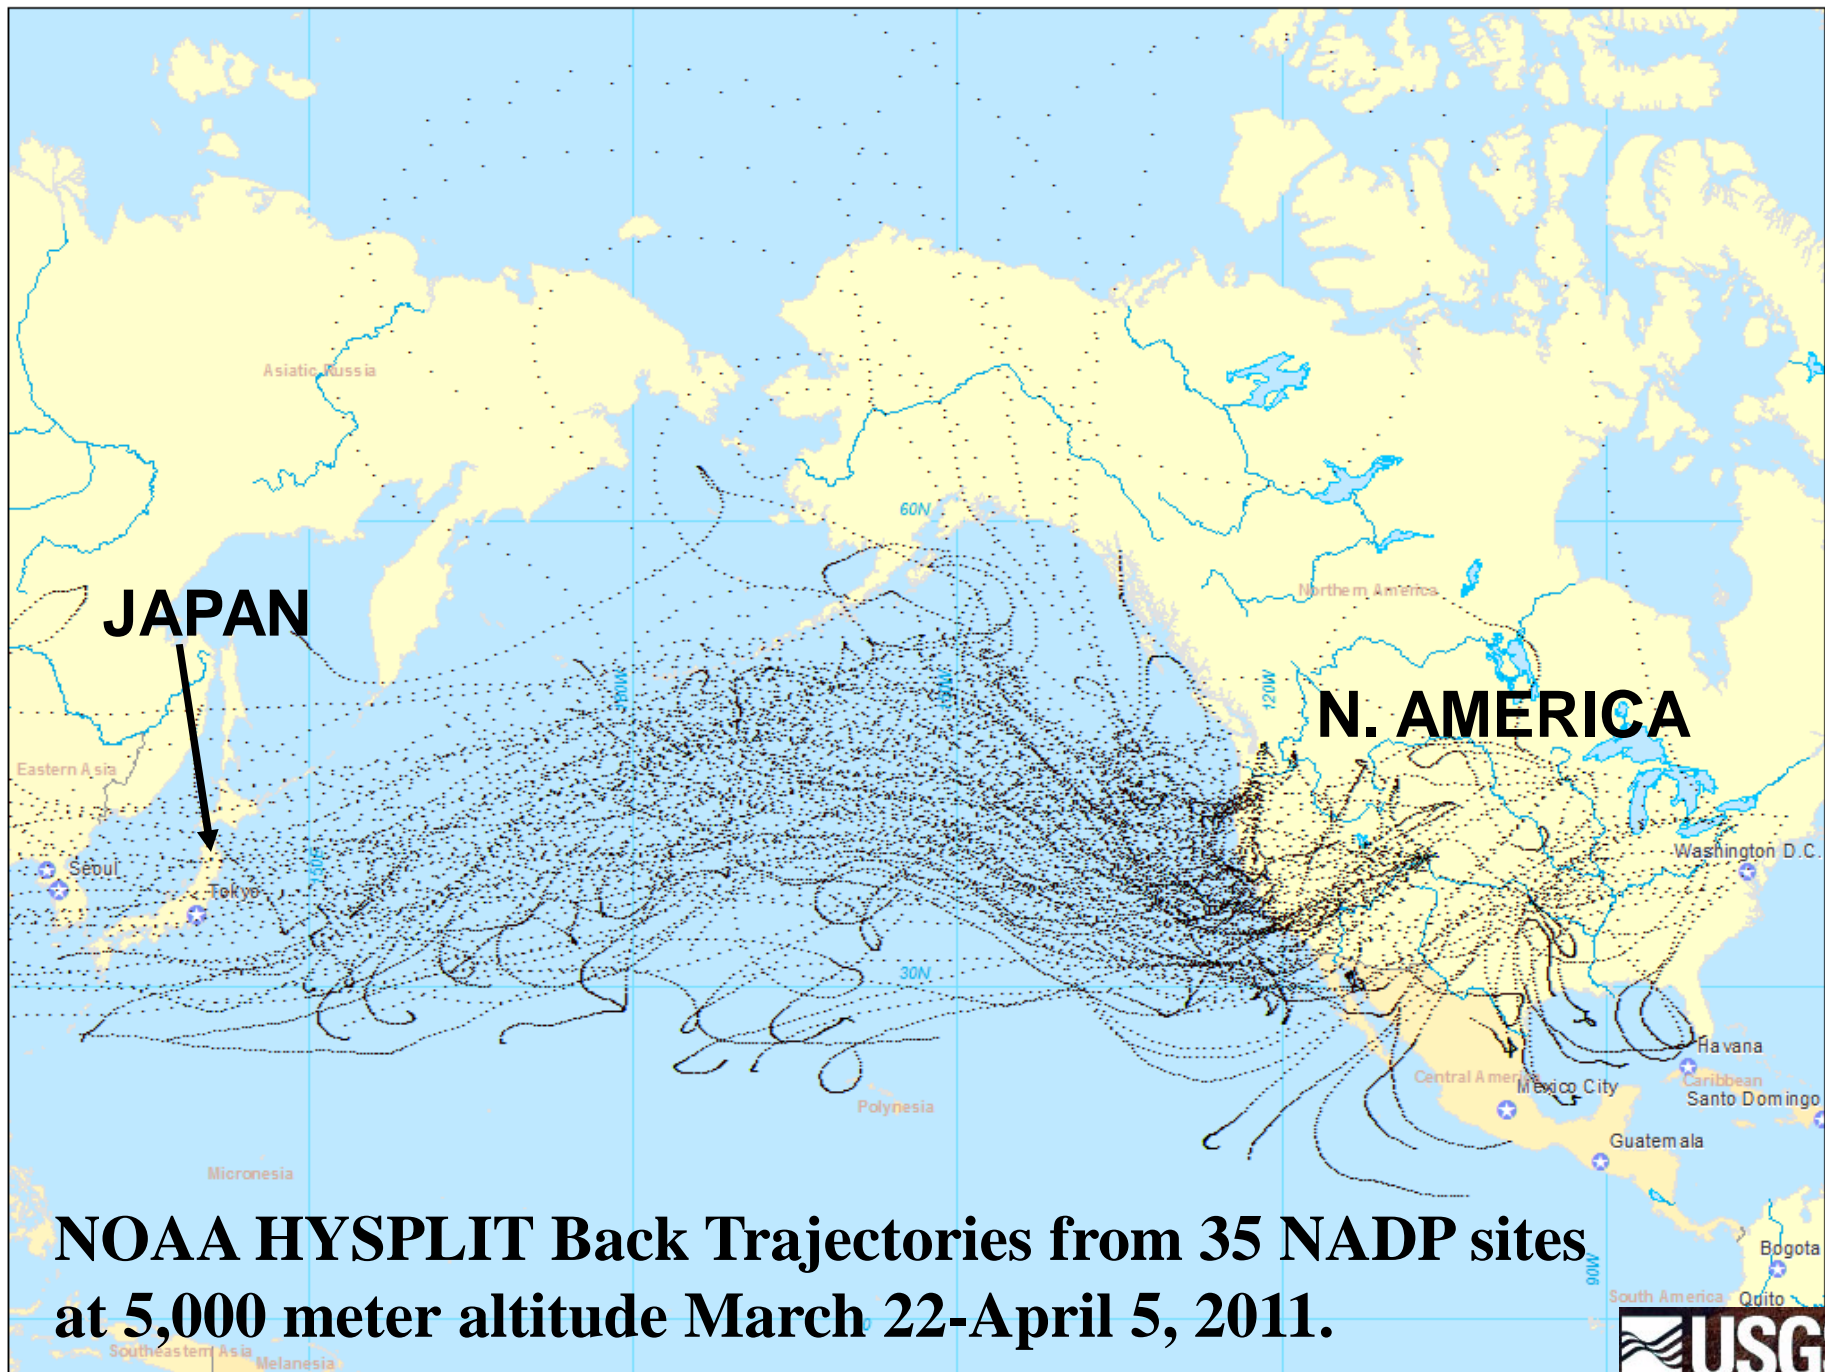 Asiatic Russia
60N
JAPAN
Northern America
180W
150W
120W
N. AMERICA
Eastern Asia
Washington D.C.
Seoul
150E
Tokyo
30N
Havana
Central America
Mexico City
Caribbean
Santo Domingo
Polynesia
Guatemala
Micronesia
NOAA HYSPLIT Back Trajectories from 35 NADP sites
Bogota
90W
South America
Quito
at 5,000 meter altitude March 22-April 5, 2011.
0
USG
Southeastern Asia
Melanesia